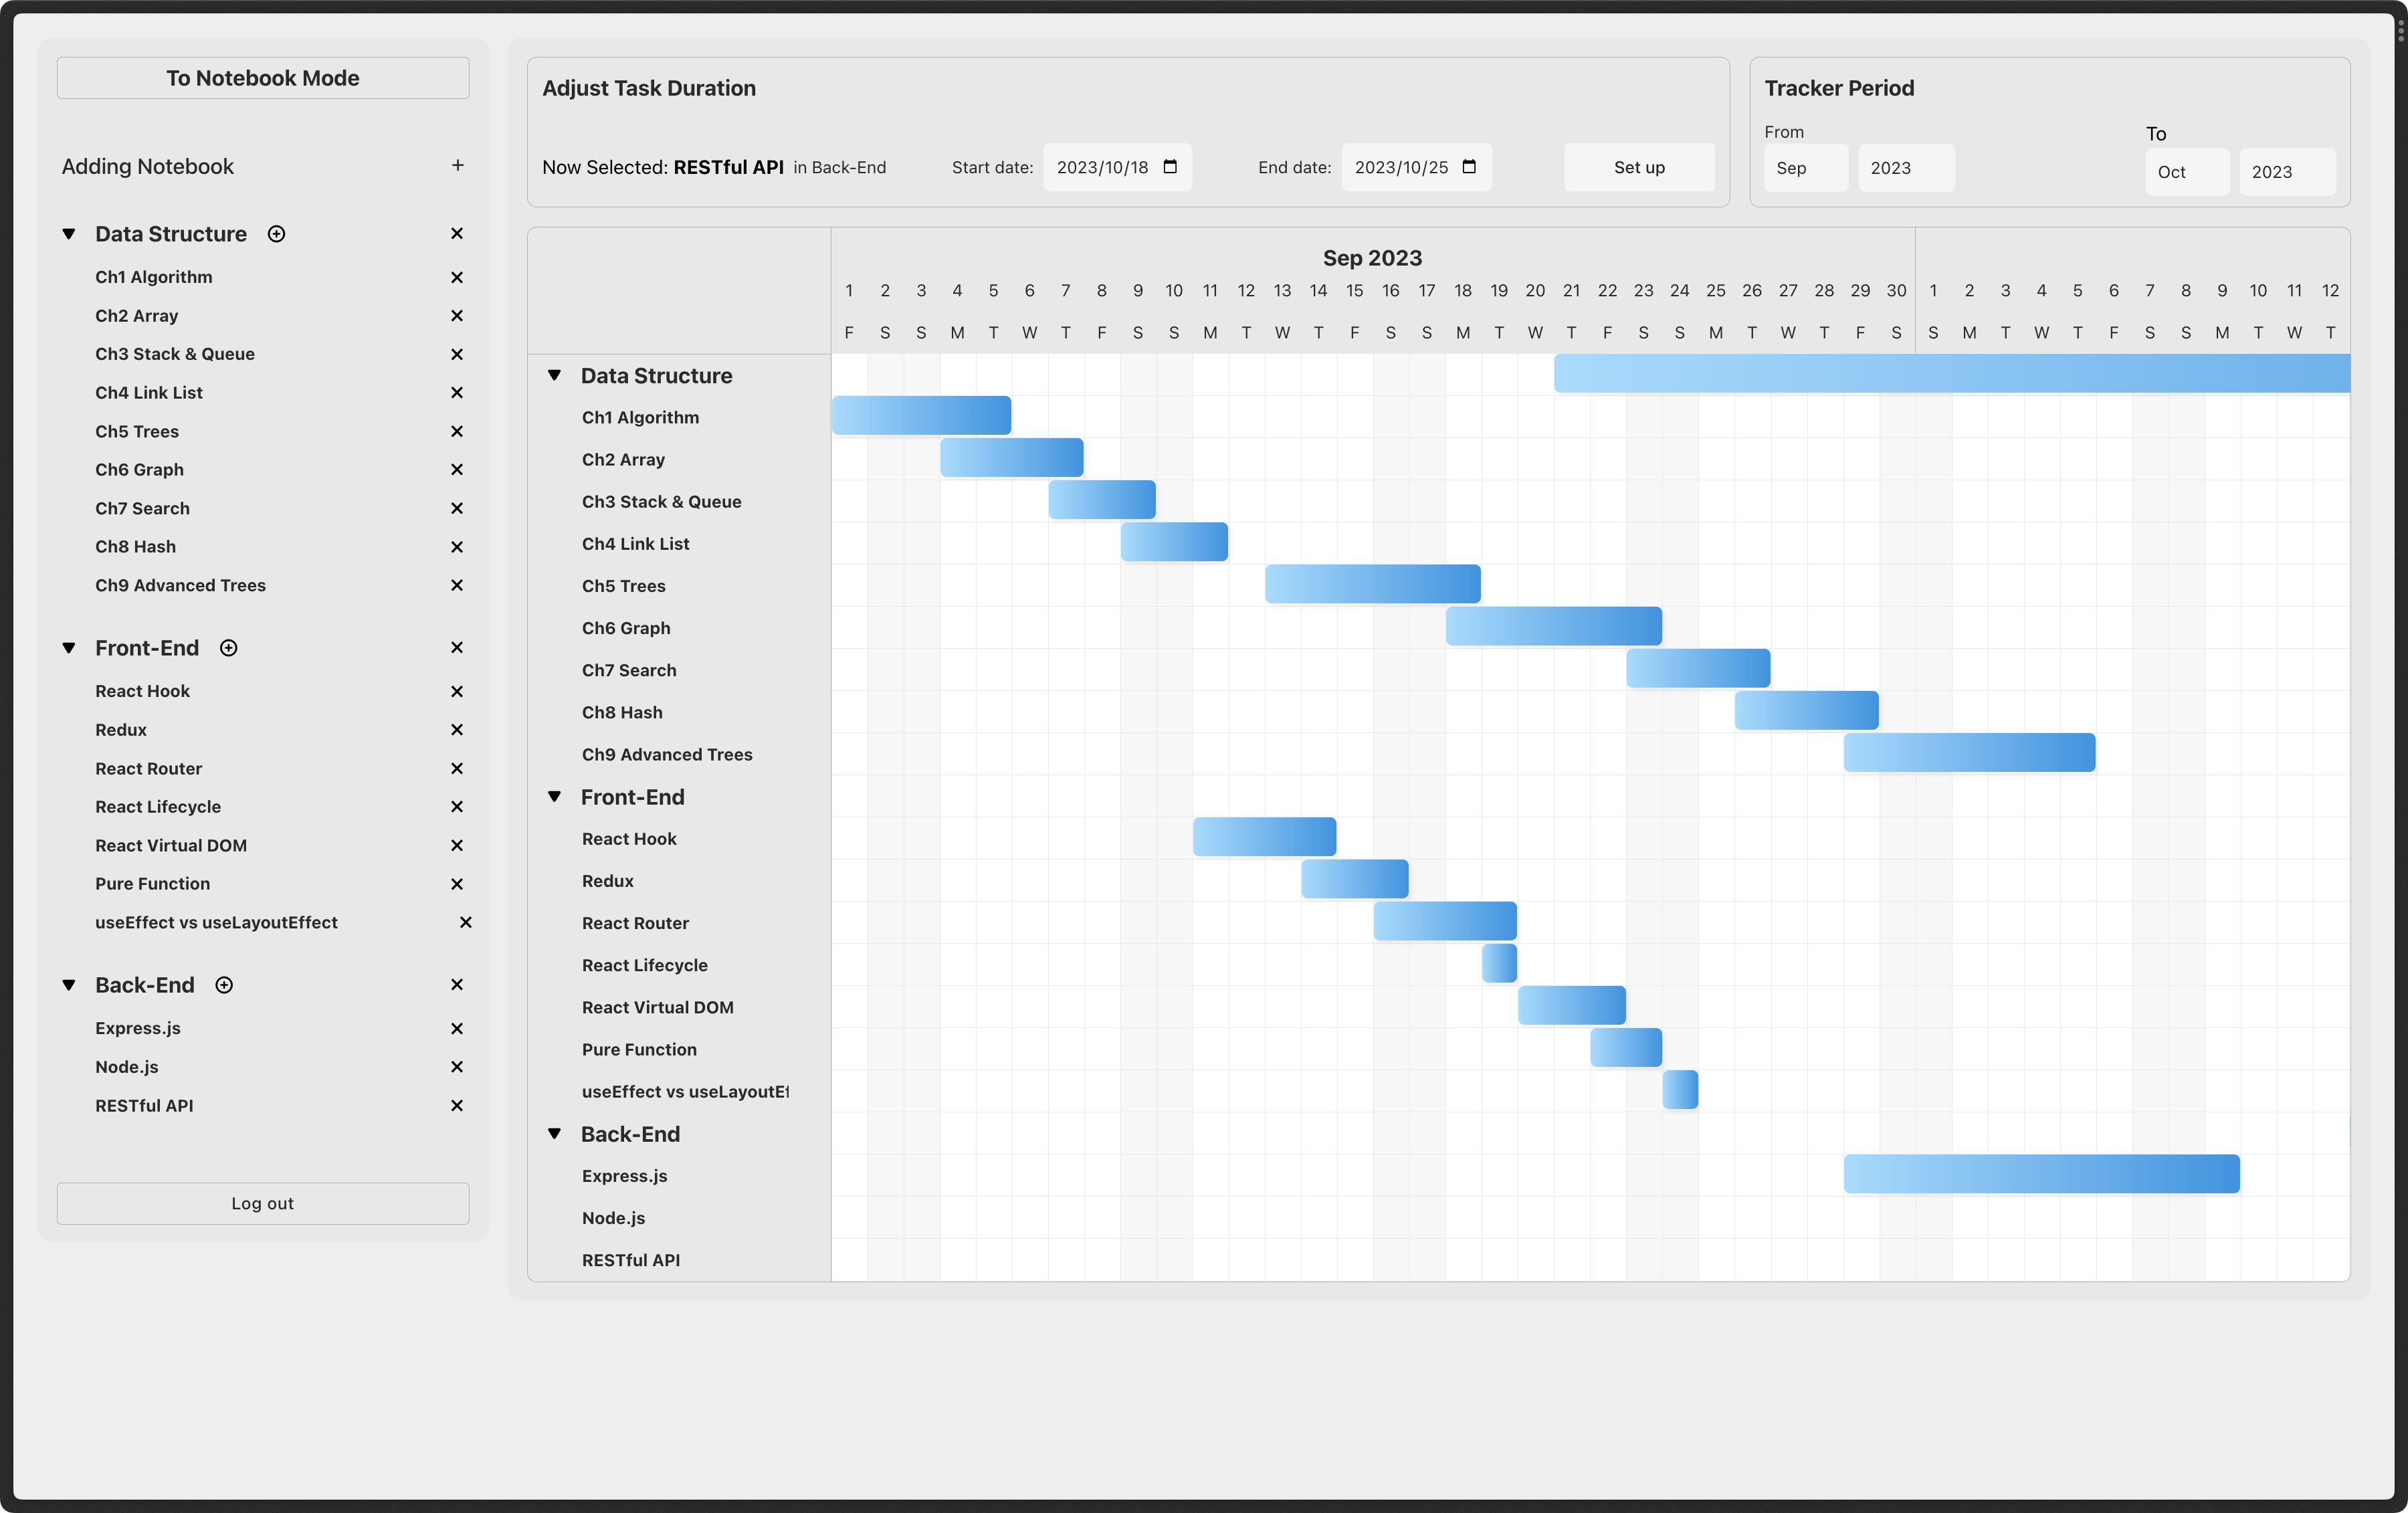 To Notebook Mode
Adding Notebook +
Data Structure
Ch1 Algorithm
Ch2 Array
Ch3 Stack & Queue
Ch4 Link List
Ch5 Trees
Ch6 Graph
Ch7 Search
Ch8 Hash
Ch9 Advanced Trees
Front-End
React Hook
Redux
React Router
React Lifecycle
React Virtual DOM
Pure Function
useEffect vs useLayoutEffect
Back-End
Express.js
Node.js
RESTful API
Log out
Adjust Task Duration
Now Selected: RESTful API in Back-End Start date: 2023/10/18 End date: 2023/10/25 Set up
Tracker Period
From To
Sep 2023 Oct 2023
Sep 2023
1 2 3 4 5 6 7 8 9 10 11 12 13 14 15 16 17 18 19 20 21 22 23 24 25 26 27 28 29 30 1 2 3 4 5 6 7 8 9 10 11 12
F S S M T W T F S S M T W T F S S M T W T F S S M T W T F S S M T W T F S S M T W T
Data Structure
Ch1 Algorithm
Ch2 Array
Ch3 Stack & Queue
Ch4 Link List
Ch5 Trees
Ch6 Graph
Ch7 Search
Ch8 Hash
Ch9 Advanced Trees
Front-End
React Hook
Redux
React Router
React Lifecycle
React Virtual DOM
Pure Function
useEffect vs useLayoutEf
Back-End
Express.js
Node.js
RESTful API